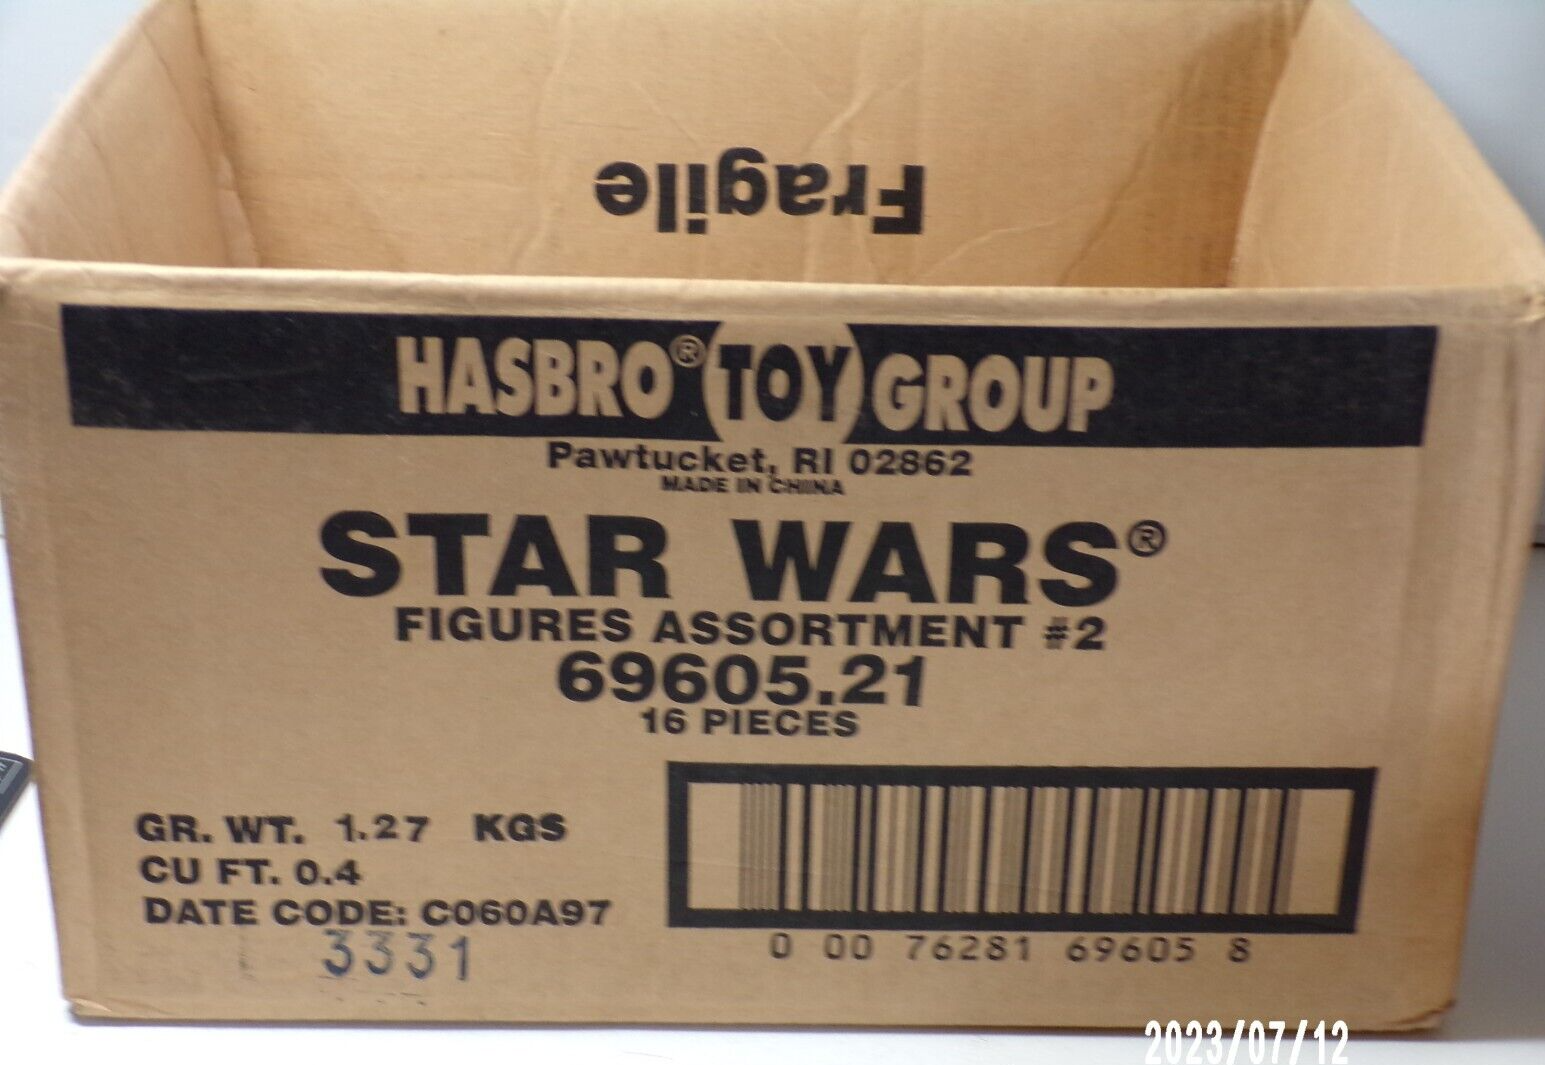 Fragile
HASBRO® TOY GROUP
Pawtucket, RI 02862
MADE IN CHINA
STAR WARS®
FIGURES ASSORTMENT #2
69605.21
16 PIECES
GR. WT. 1.27 KGS
CU FT. 0.4
DATE CODE: C060A97
3331
0 00 76281 69605 8
2023/07/12